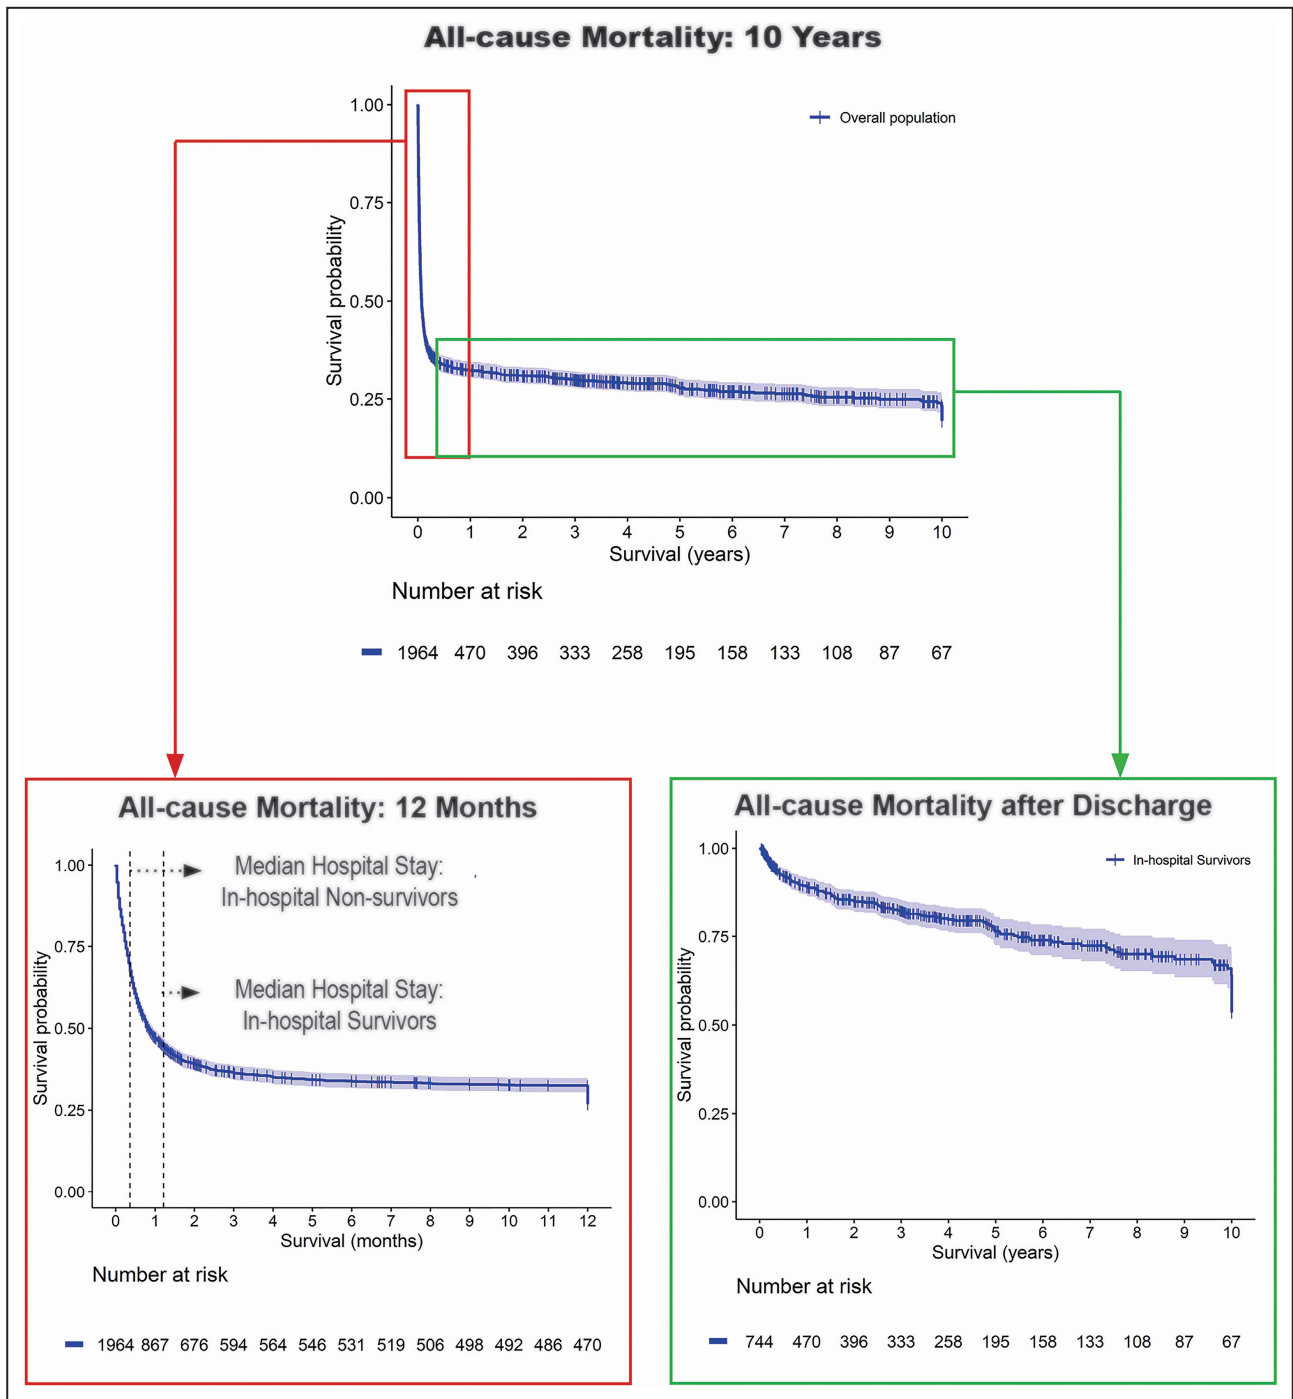 All-cause Mortality: 10 Years
Overall population
1.00
0.75
0.50
0.25
0.00
Survival probability
0 1 2 3 4 5 6 7 8 9 10
Survival (years)
Number at risk
1964 470 396 333 258 195 158 133 108 87 67
All-cause Mortality: 12 Months
Median Hospital Stay:
In-hospital Non-survivors
Median Hospital Stay:
In-hospital Survivors
1.00
0.75
0.50
0.25
0.00
Survival probability
0 1 2 3 4 5 6 7 8 9 10 11 12
Survival (months)
Number at risk
1964 867 676 594 564 546 531 519 506 498 492 486 470
All-cause Mortality after Discharge
In-hospital Survivors
1.00
0.75
0.50
0.25
0.00
Survival probability
0 1 2 3 4 5 6 7 8 9 10
Survival (years)
Number at risk
744 470 396 333 258 195 158 133 108 87 67